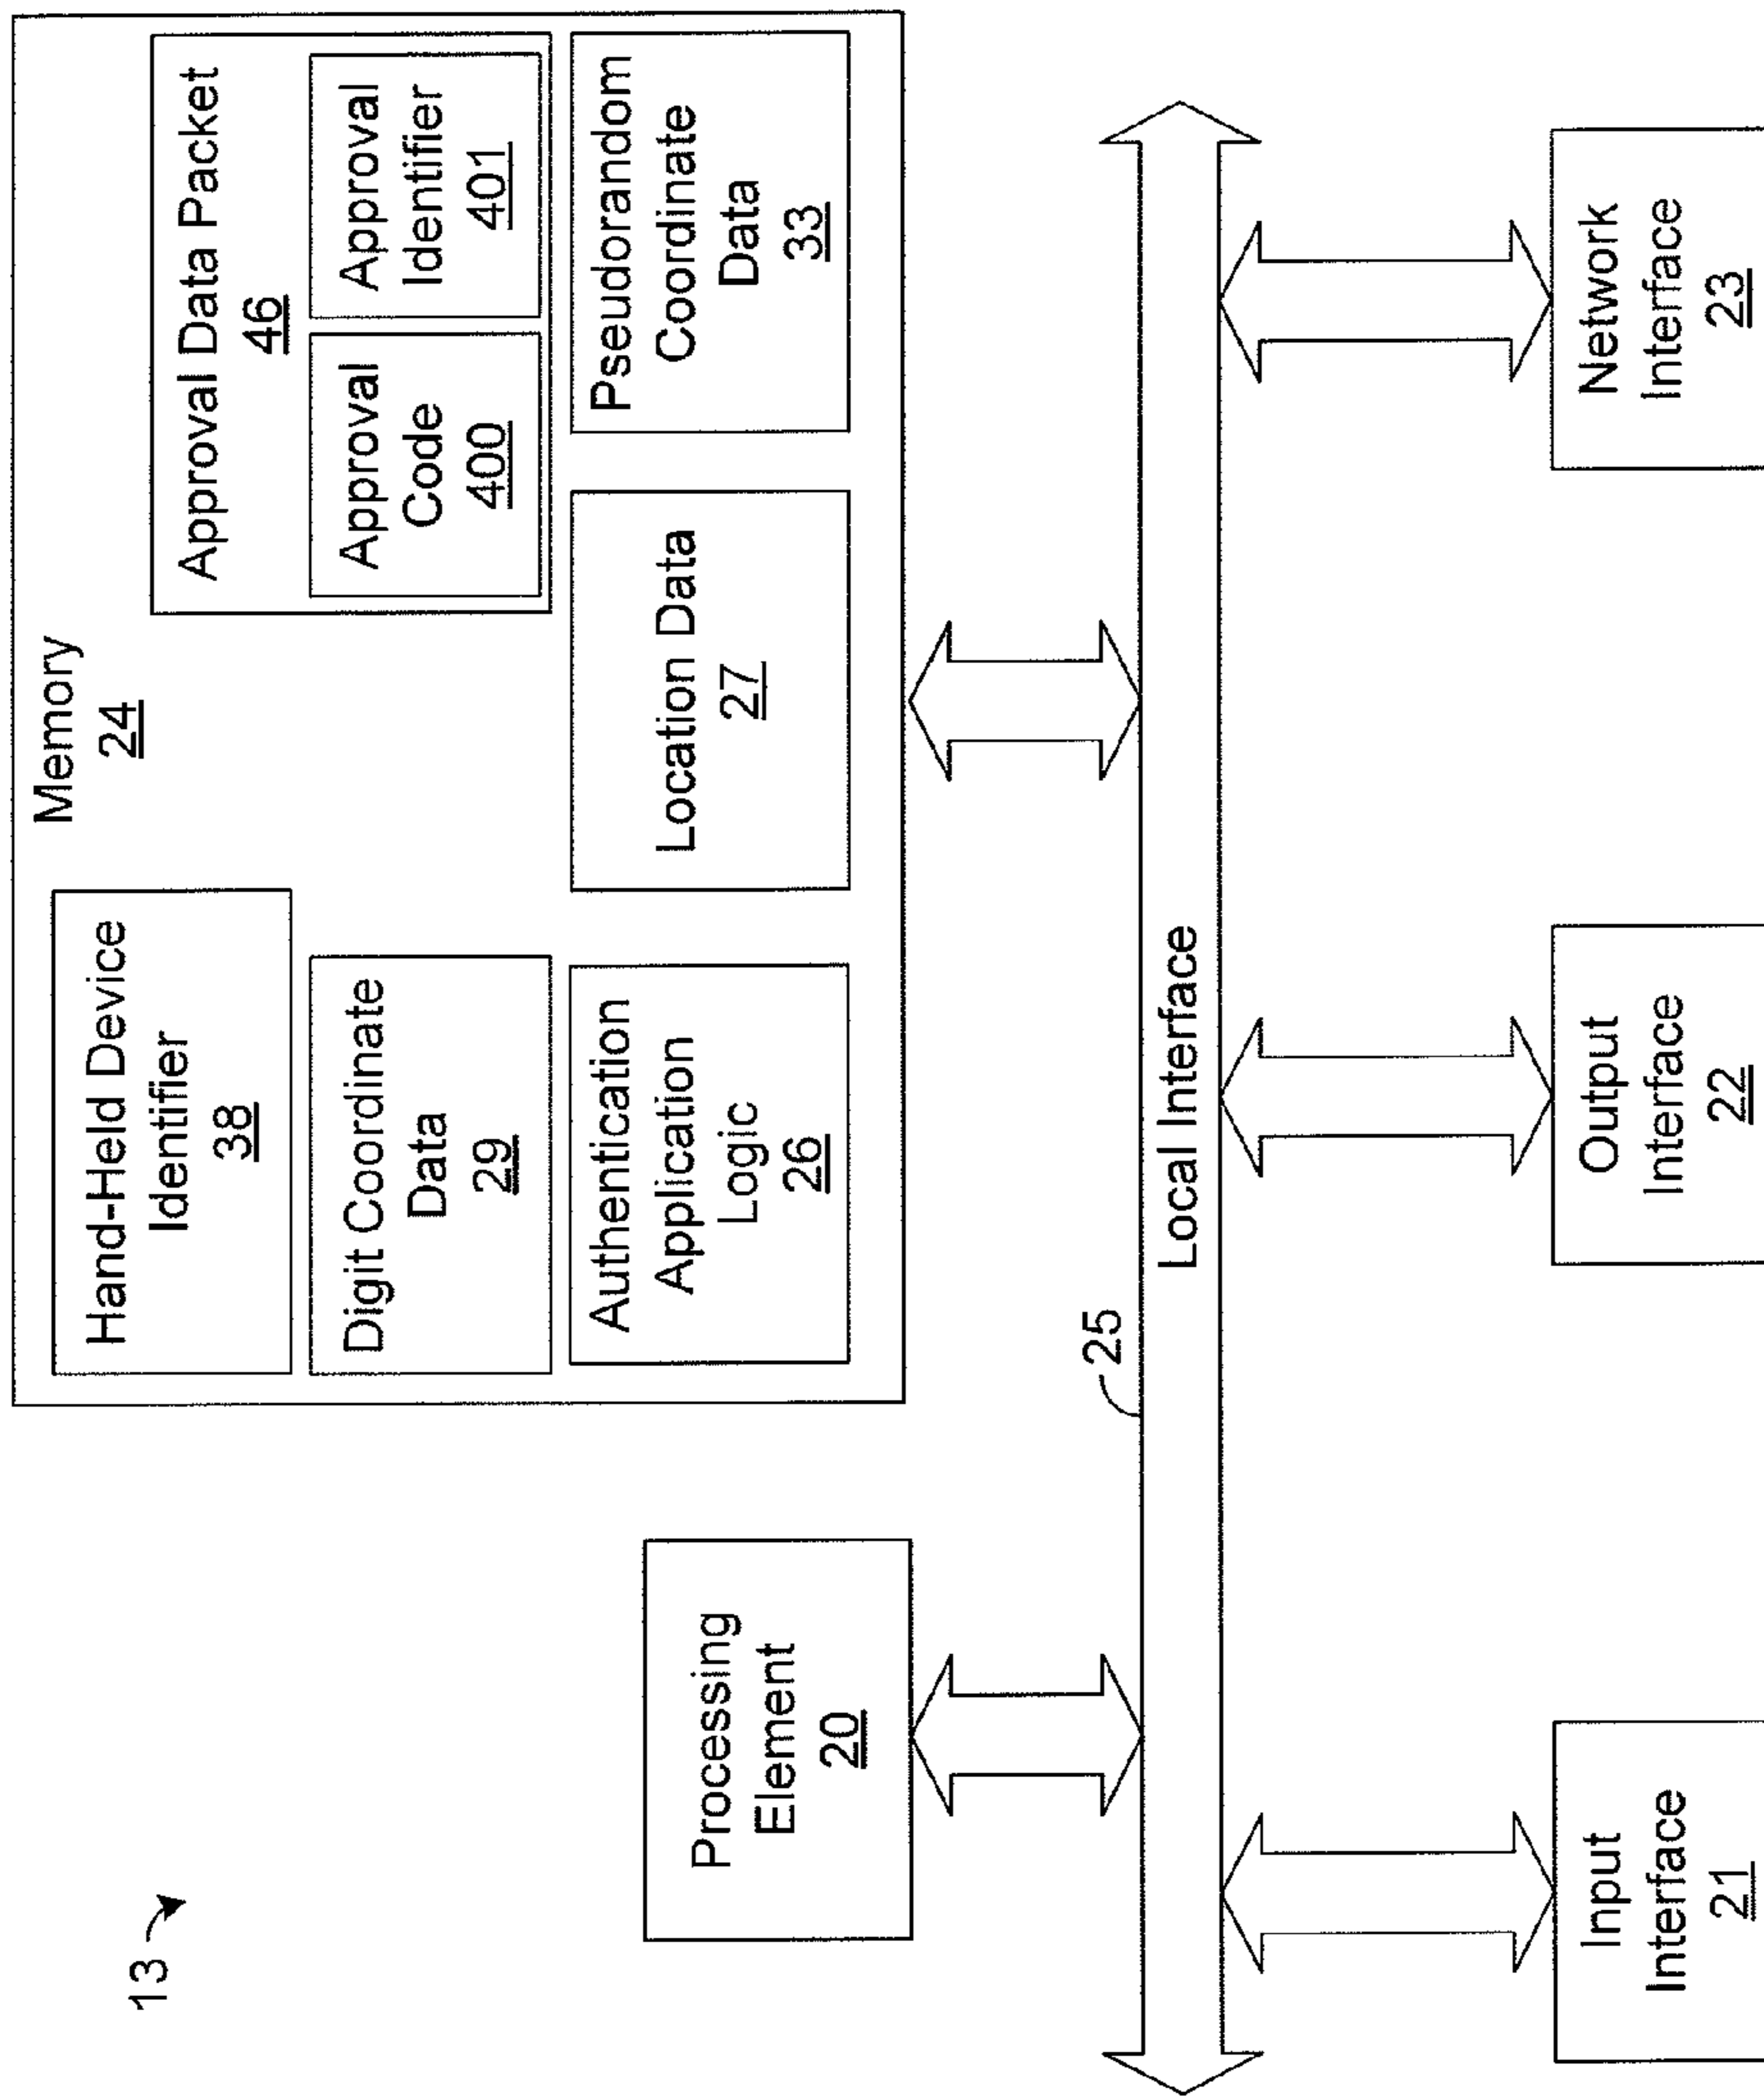 13
Memory
24
Hand-Held Device
Identifier
38
Approval Data Packet
46
Approval
Code
400
Approval
Identifier
401
Digit Coordinate
Data
29
Processing
Element
20
Authentication
Application
Logic
26
Location Data
27
Pseudorandom
Coordinate
Data
33
25
Local Interface
Input
Interface
21
Output
Interface
22
Network
Interface
23